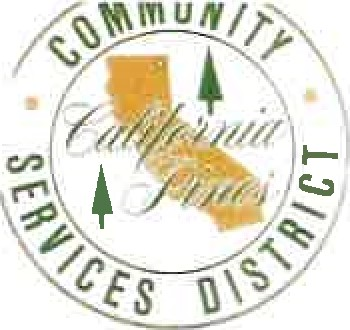 COMMUNITY
California
Pines
SERVICES DISTRICT